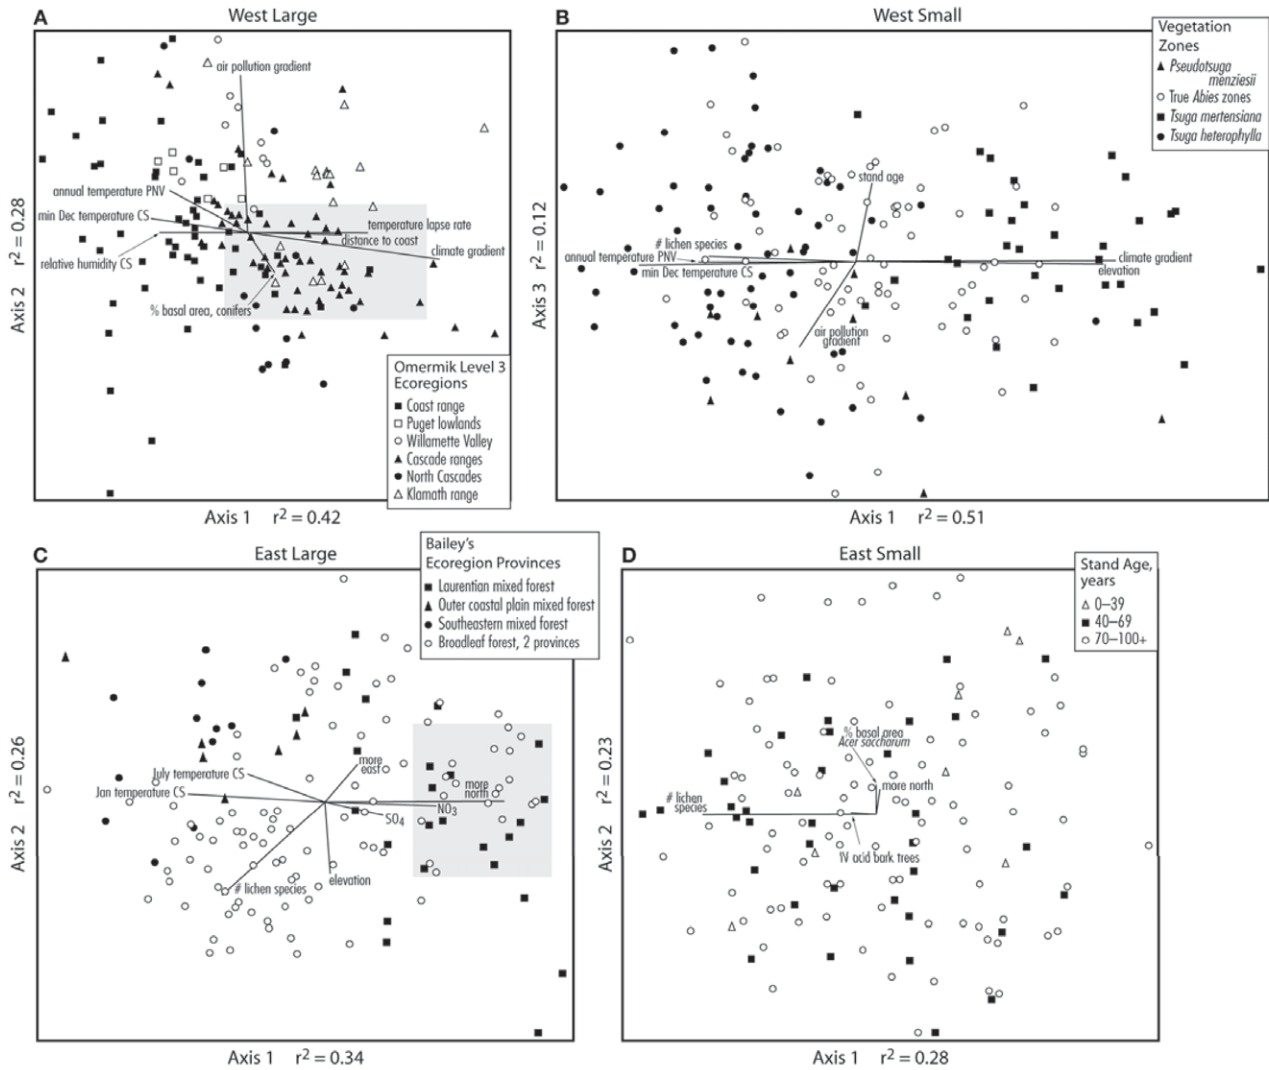 A
West Large
air pollution gradient
annual temperature PNV
min Dec temperature CS
temperature lapse rate
distance to coast
climate gradient
relative humidity CS
% basal area, conifers
Omermik Level 3
Ecoregions
Coast range
Puget lowlands
Willamette Valley
Cascade ranges
North Cascades
Klamath range
Axis 2 r² = 0.28
Axis 1 r² = 0.42
B
West Small
Vegetation
Zones
Pseudotsuga
menziesii
True Abies zones
Tsuga mertensiana
Tsuga heterophylla
stand age
# lichen species
annual temperature PNV
min Dec temperature CS
climate gradient
elevation
air pollution
gradient
Axis 3 r² = 0.12
Axis 1 r² = 0.51
C
East Large
Bailey's
Ecoregion Provinces
Laurentian mixed forest
Outer coastal plain mixed forest
Southeastern mixed forest
Broadleaf forest, 2 provinces
more
east
July temperature CS
Jan temperature CS
more
north
NO₃
SO₄
elevation
# lichen species
Axis 2 r² = 0.26
Axis 1 r² = 0.34
D
East Small
Stand Age,
years
0–39
40–69
70–100+
% basal area
Acer saccharum
more north
# lichen
species
IV acid bark trees
Axis 2 r² = 0.23
Axis 1 r² = 0.28